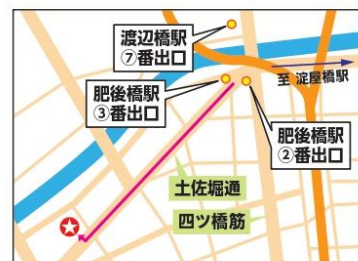 渡辺橋駅
⑦番出口
肥後橋駅
③番出口
至 淀屋橋駅
肥後橋駅
②番出口
土佐堀通
四ツ橋筋